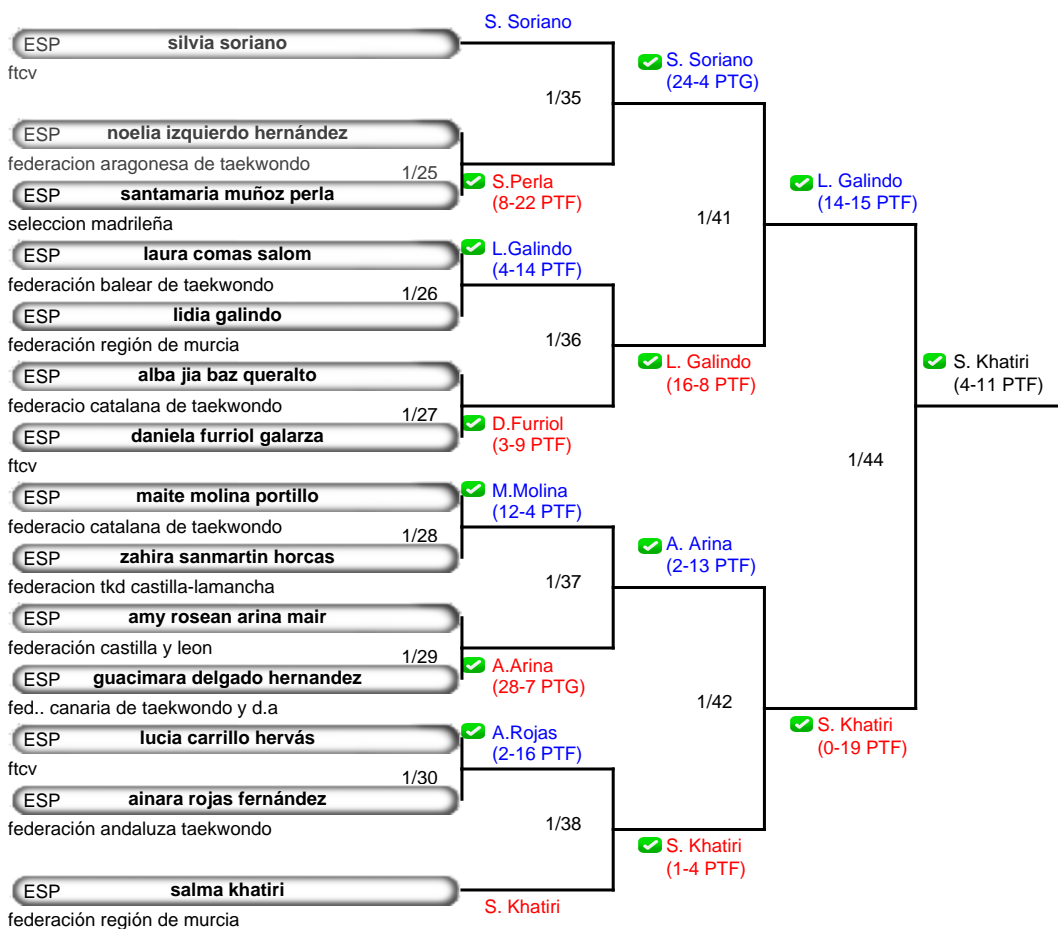 S. Soriano
ESP silvia soriano
ftcv
S. Soriano
(24-4 PTG)
1/35
ESP noelia izquierdo hernández
federacion aragonesa de taekwondo
1/25
ESP santamaria muñoz perla
seleccion madrileña
S.Perla
(8-22 PTF)
L. Galindo
(14-15 PTF)
1/41
ESP laura comas salom
federación balear de taekwondo
L.Galindo
(4-14 PTF)
1/26
ESP lidia galindo
federación región de murcia
1/36
ESP alba jia baz queralto
federacio catalana de taekwondo
L. Galindo
(16-8 PTF)
S. Khatiri
(4-11 PTF)
1/27
ESP daniela furriol galarza
ftcv
D.Furriol
(3-9 PTF)
1/44
ESP maite molina portillo
federacio catalana de taekwondo
M.Molina
(12-4 PTF)
1/28
ESP zahira sanmartin horcas
federacion tkd castilla-lamancha
A. Arina
(2-13 PTF)
1/37
ESP amy rosean arina mair
federación castilla y leon
1/29
ESP guacimara delgado hernandez
fed.. canaria de taekwondo y d.a
A.Arina
(28-7 PTG)
1/42
ESP lucia carrillo hervás
ftcv
A.Rojas
(2-16 PTF)
S. Khatiri
(0-19 PTF)
1/30
ESP ainara rojas fernández
federación andaluza taekwondo
1/38
S. Khatiri
(1-4 PTF)
ESP salma khatiri
federación región de murcia
S. Khatiri